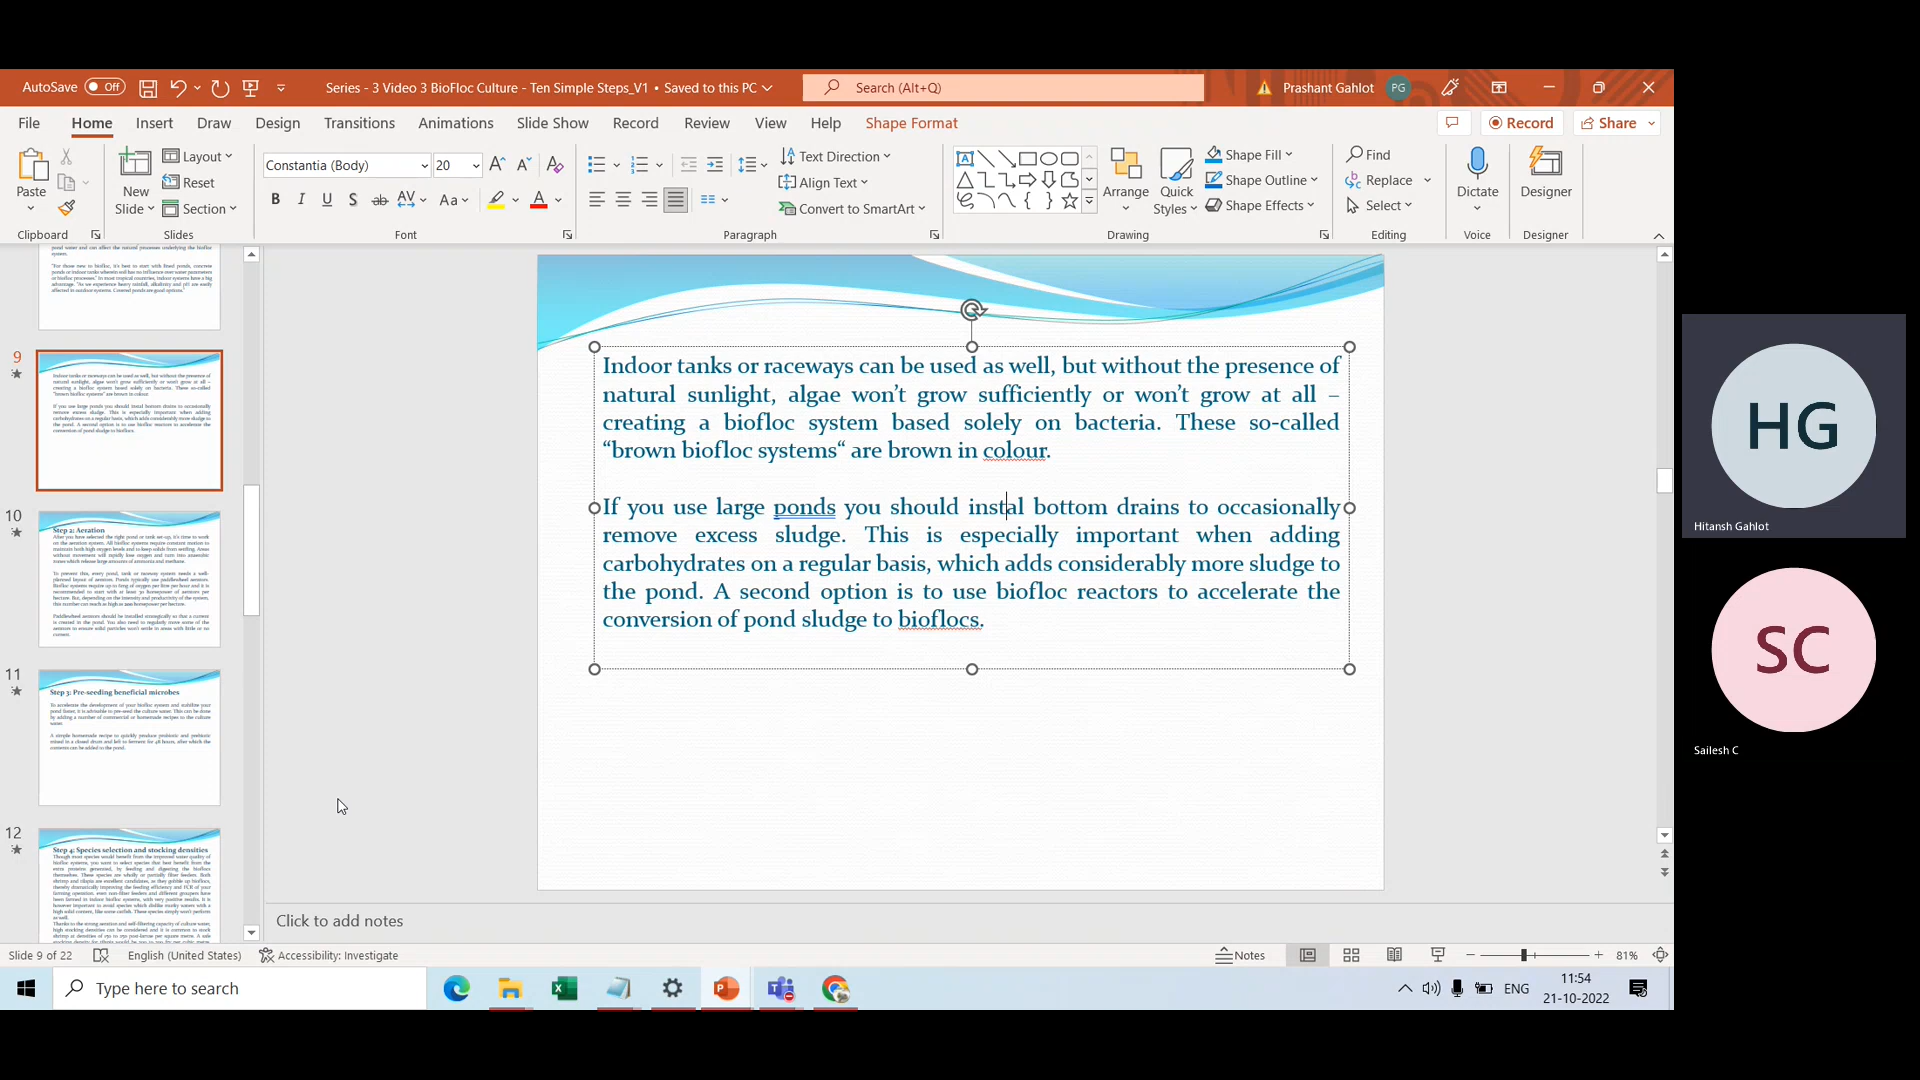 AutoSave Off Series - 3 Video 3 BioFloc Culture - Ten Simple Steps_V1 • Saved to this PC Search (Alt+Q) Prashant Gahlot PG
File Home Insert Draw Design Transitions Animations Slide Show Record Review View Help Shape Format Record Share
Paste
Clipboard
New Slide
Layout
Reset
Section
Slides
Constantia (Body) 20
B I U S ab AV Aa A
Font
Text Direction
Align Text
Convert to SmartArt
Paragraph
Arrange
Quick Styles
Shape Fill
Shape Outline
Shape Effects
Drawing
Find
Replace
Select
Editing
Dictate
Voice
Designer
Designer
9
10
Step 2: Aeration
11
Step 3: Pre-seeding beneficial microbes
12
Step 4: Species selection and stocking densities
Indoor tanks or raceways can be used as well, but without the presence of
natural sunlight, algae won’t grow sufficiently or won’t grow at all –
creating a biofloc system based solely on bacteria. These so-called
“brown biofloc systems“ are brown in colour.
If you use large ponds you should instal bottom drains to occasionally
remove excess sludge. This is especially important when adding
carbohydrates on a regular basis, which adds considerably more sludge to
the pond. A second option is to use biofloc reactors to accelerate the
conversion of pond sludge to bioflocs.
Click to add notes
Slide 9 of 22 English (United States) Accessibility: Investigate Notes 81%
Type here to search
ENG
11:54
21-10-2022
HG
Hitansh Gahlot
SC
Sailesh C